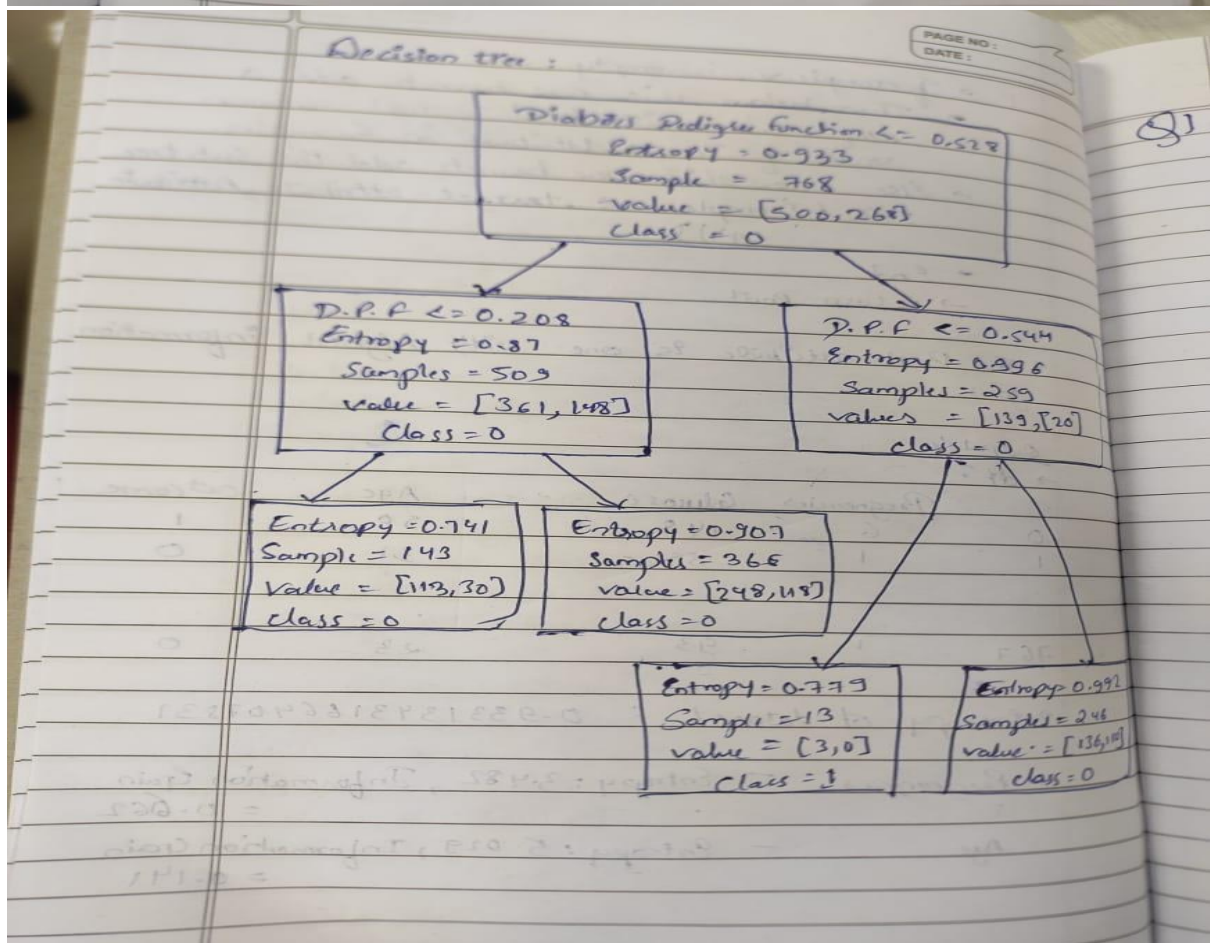 PAGE NO :
DATE :
Decision tree :
Diabetes Pedigree function <= 0.528
Entropy = 0.933
Sample = 768
value = [500, 268]
Class = 0
D.P.F <= 0.208
Entropy = 0.87
Samples = 509
value = [361, 148]
Class = 0
D.P.F <= 0.544
Entropy = 0.996
Samples = 259
values = [139, 120]
class = 0
Entropy = 0.741
Sample = 143
Value = [113, 30]
class = 0
Entropy = 0.907
Samples = 366
value = [248, 118]
class = 0
Entropy = 0.779
Sample = 13
value = [3, 0]
Class = 1
Entropy = 0.992
Samples = 246
value = [136, 110]
class = 0